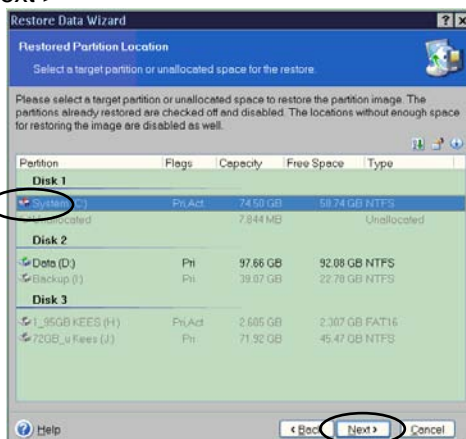 Restore Data Wizard
Restored Partition Location
Select a target partition or unallocated space for the restore.
Please select a target partition or unallocated space to restore the partition image. The
partitions already restored are checked off and disabled. The locations without enough space
for restoring the image are disabled as well.
Partition Flags Capacity Free Space Type
Disk 1
System (C:) Pri,Act 74.50 GB 58.74 GB NTFS
Unallocated 7.844 MB Unallocated
Disk 2
Data (D:) Pri 97.66 GB 92.08 GB NTFS
Backup (I:) Pri 39.07 GB 22.78 GB NTFS
Disk 3
1_95GB KEES (H:) Pri,Act 2.605 GB 2.307 GB FAT16
72GB_u Kees (J:) Pri 71.92 GB 45.47 GB NTFS
Help < Back Next > Cancel